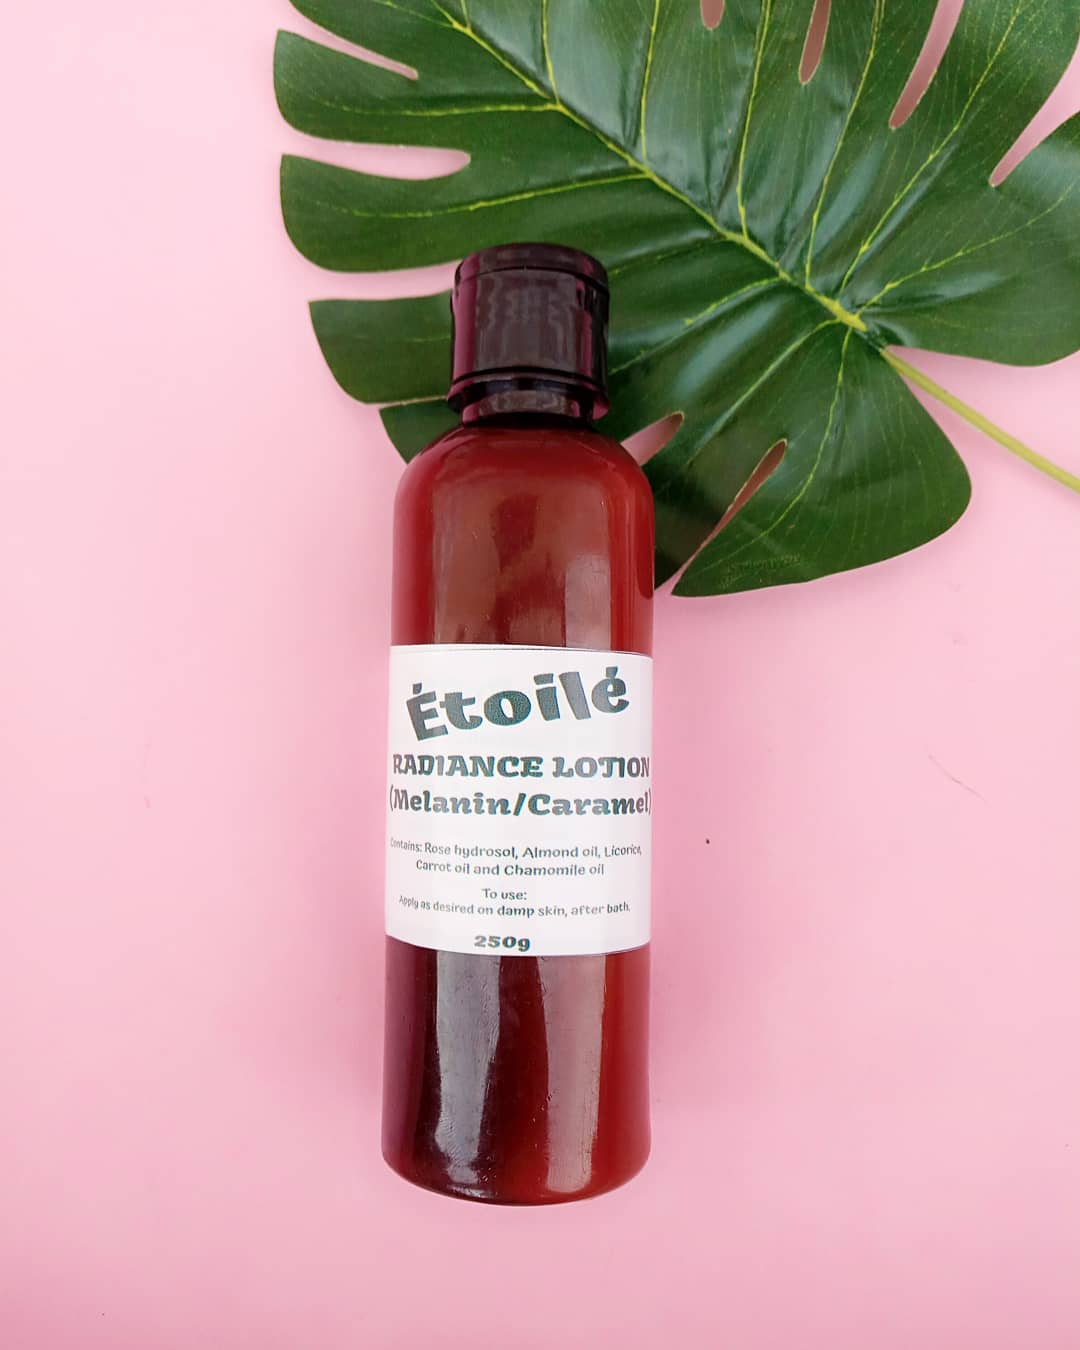 Étoilé
RADIANCE LOTION
(Melanin/Caramel)
Contains: Rose hydrosol, Almond oil, Licorice,
Carrot oil and Chamomile oil
To use:
Apply as desired on damp skin, after bath.
250g